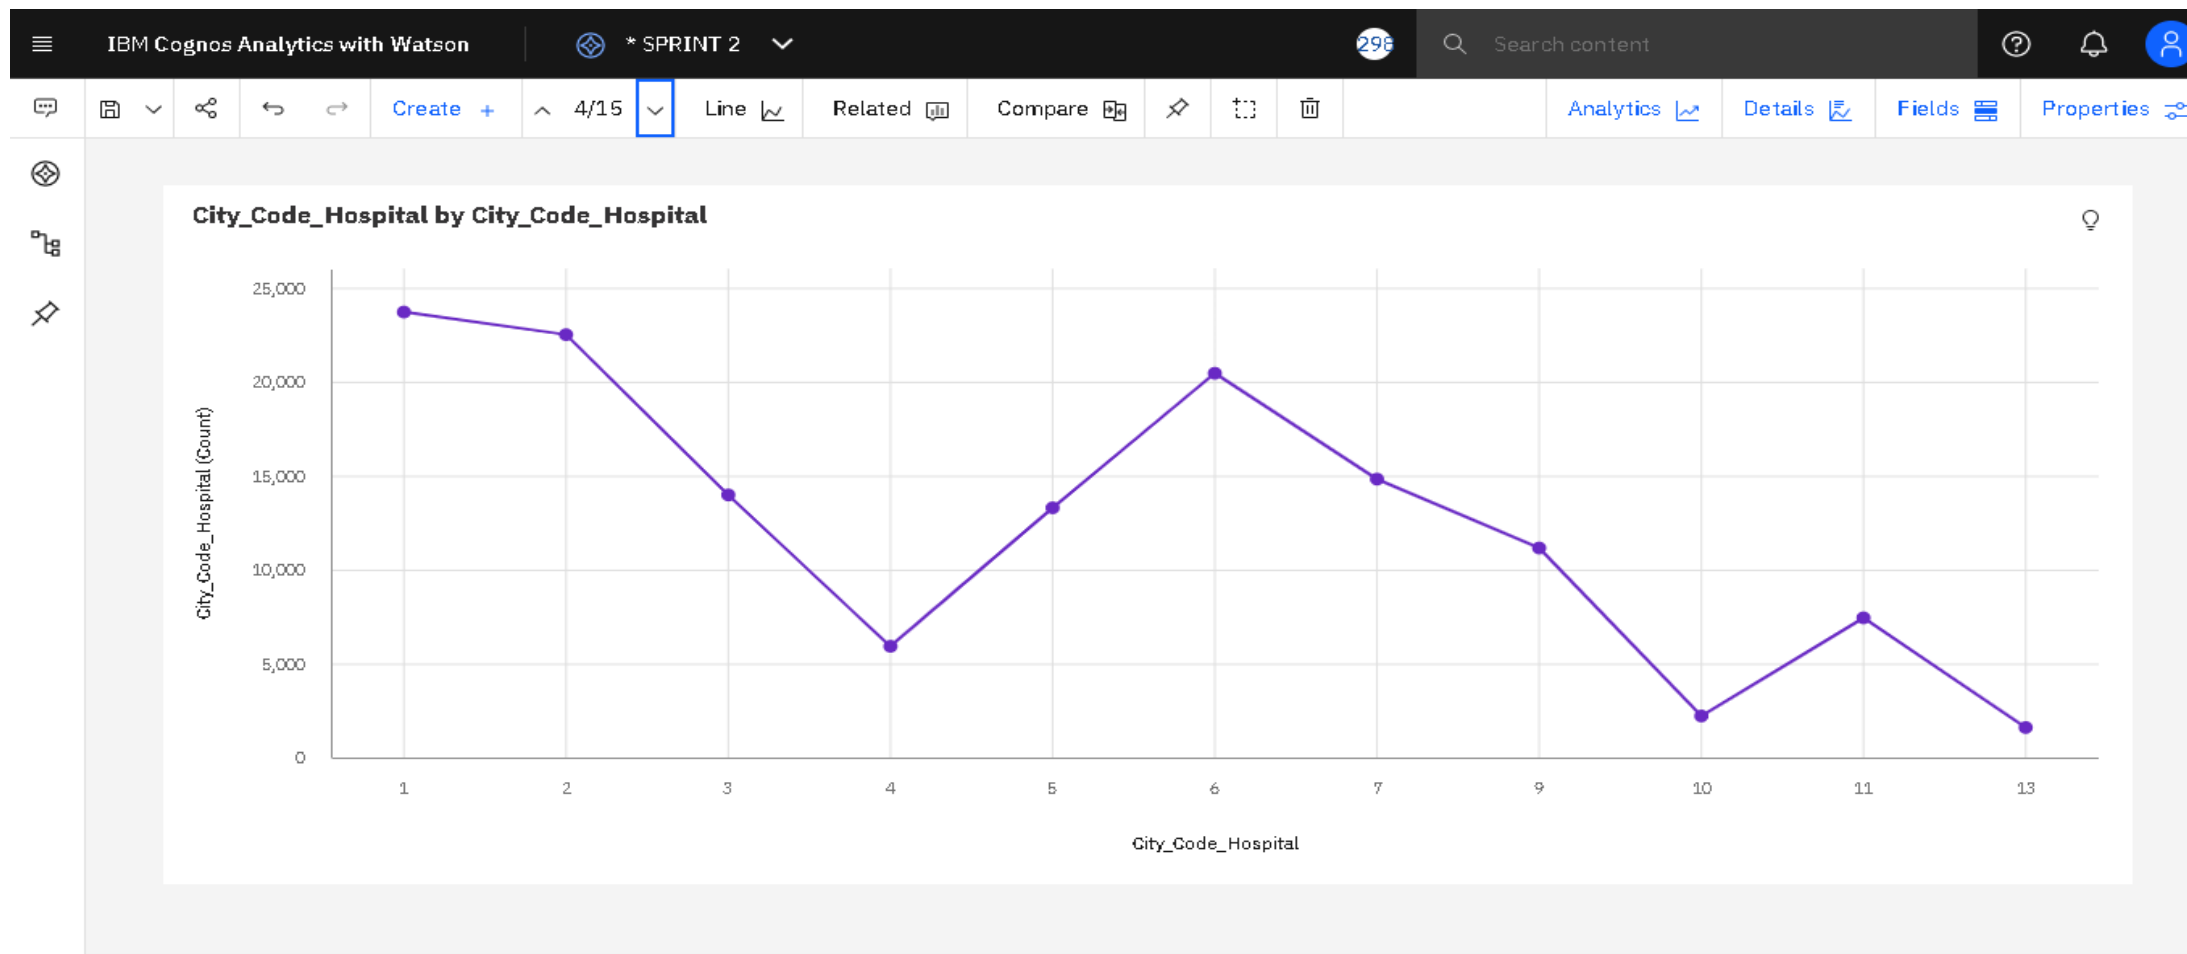 IBM Cognos Analytics with Watson
* SPRINT 2
298
Search content
Create +
4/15
Line
Related
Compare
Analytics
Details
Fields
Properties
City_Code_Hospital by City_Code_Hospital
City_Code_Hospital (Count)
25,000
20,000
15,000
10,000
5,000
0
1 2 3 4 5 6 7 9 10 11 13
City_Code_Hospital